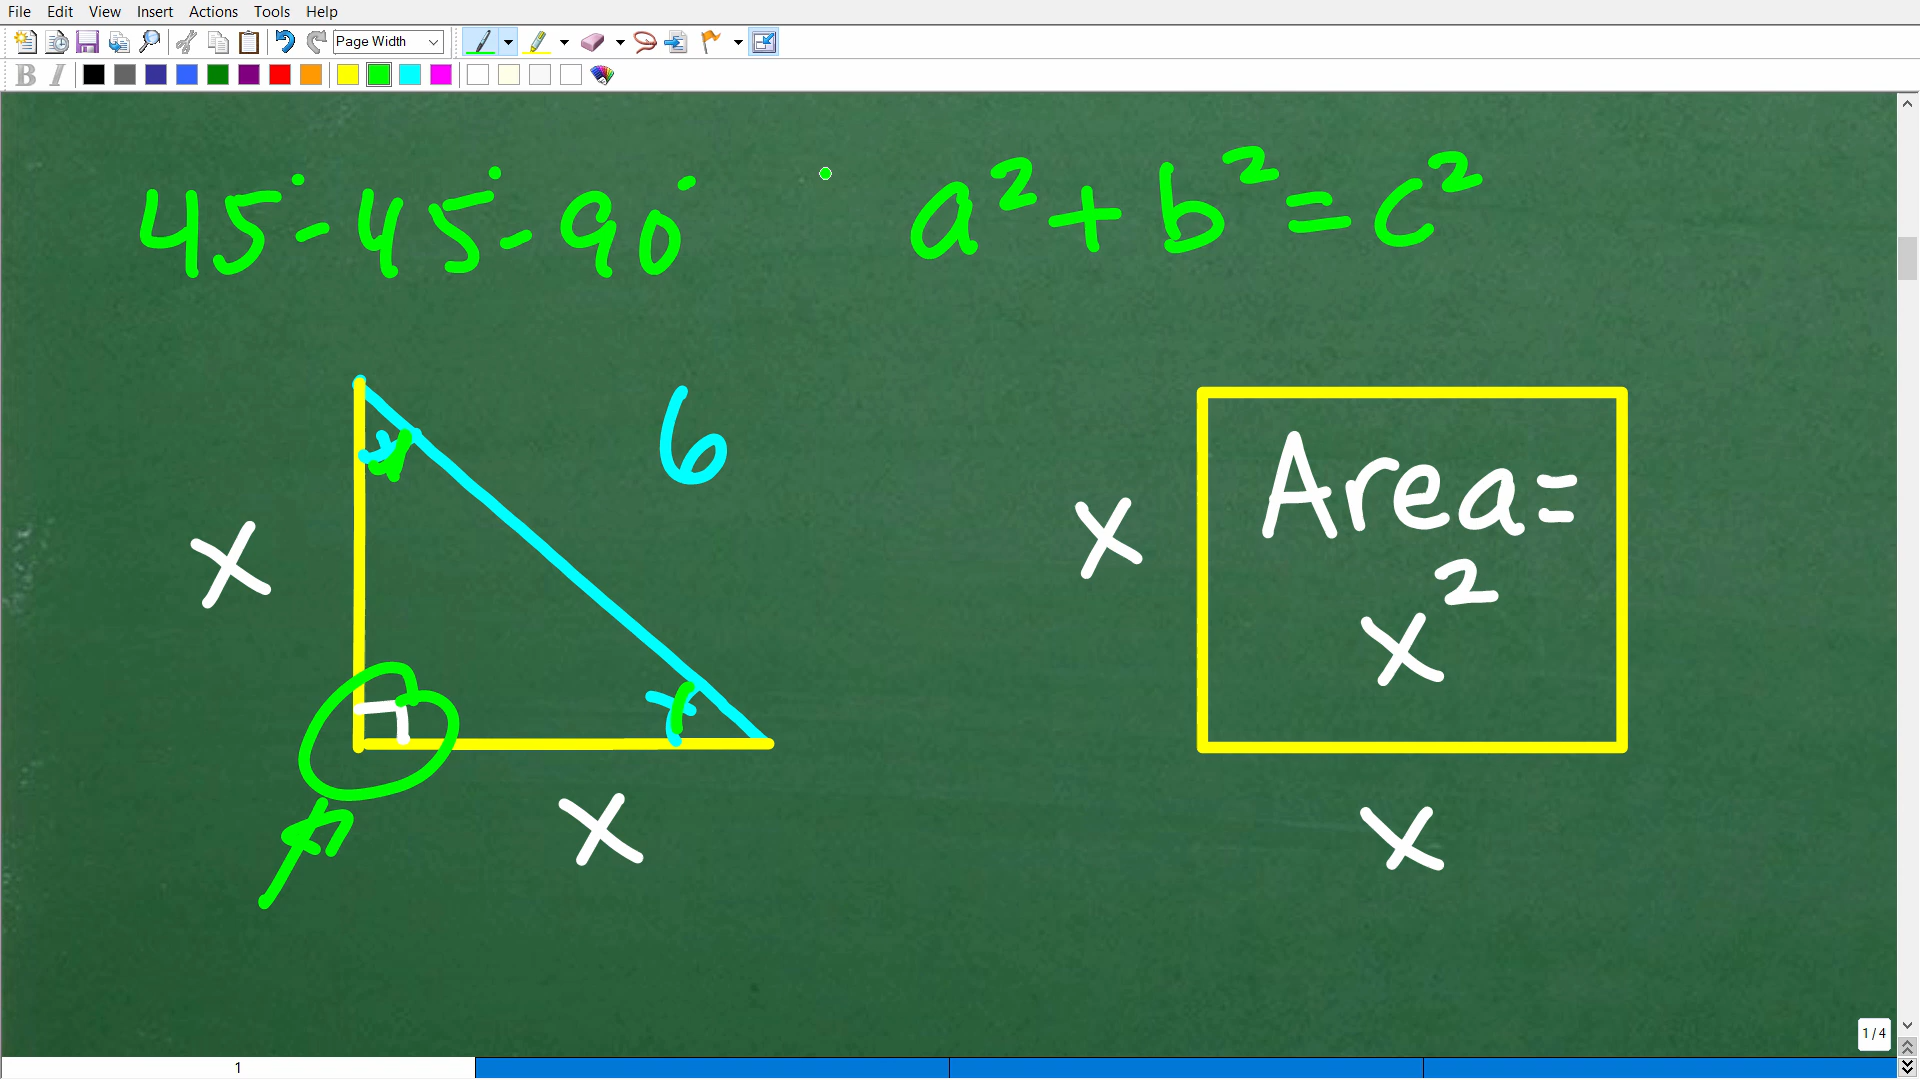 File Edit View Insert Actions Tools Help
Page Width
B I
45°-45°-90° a²+b²=c²
6
Area=
x²
x
x
x
x
1 / 4
1